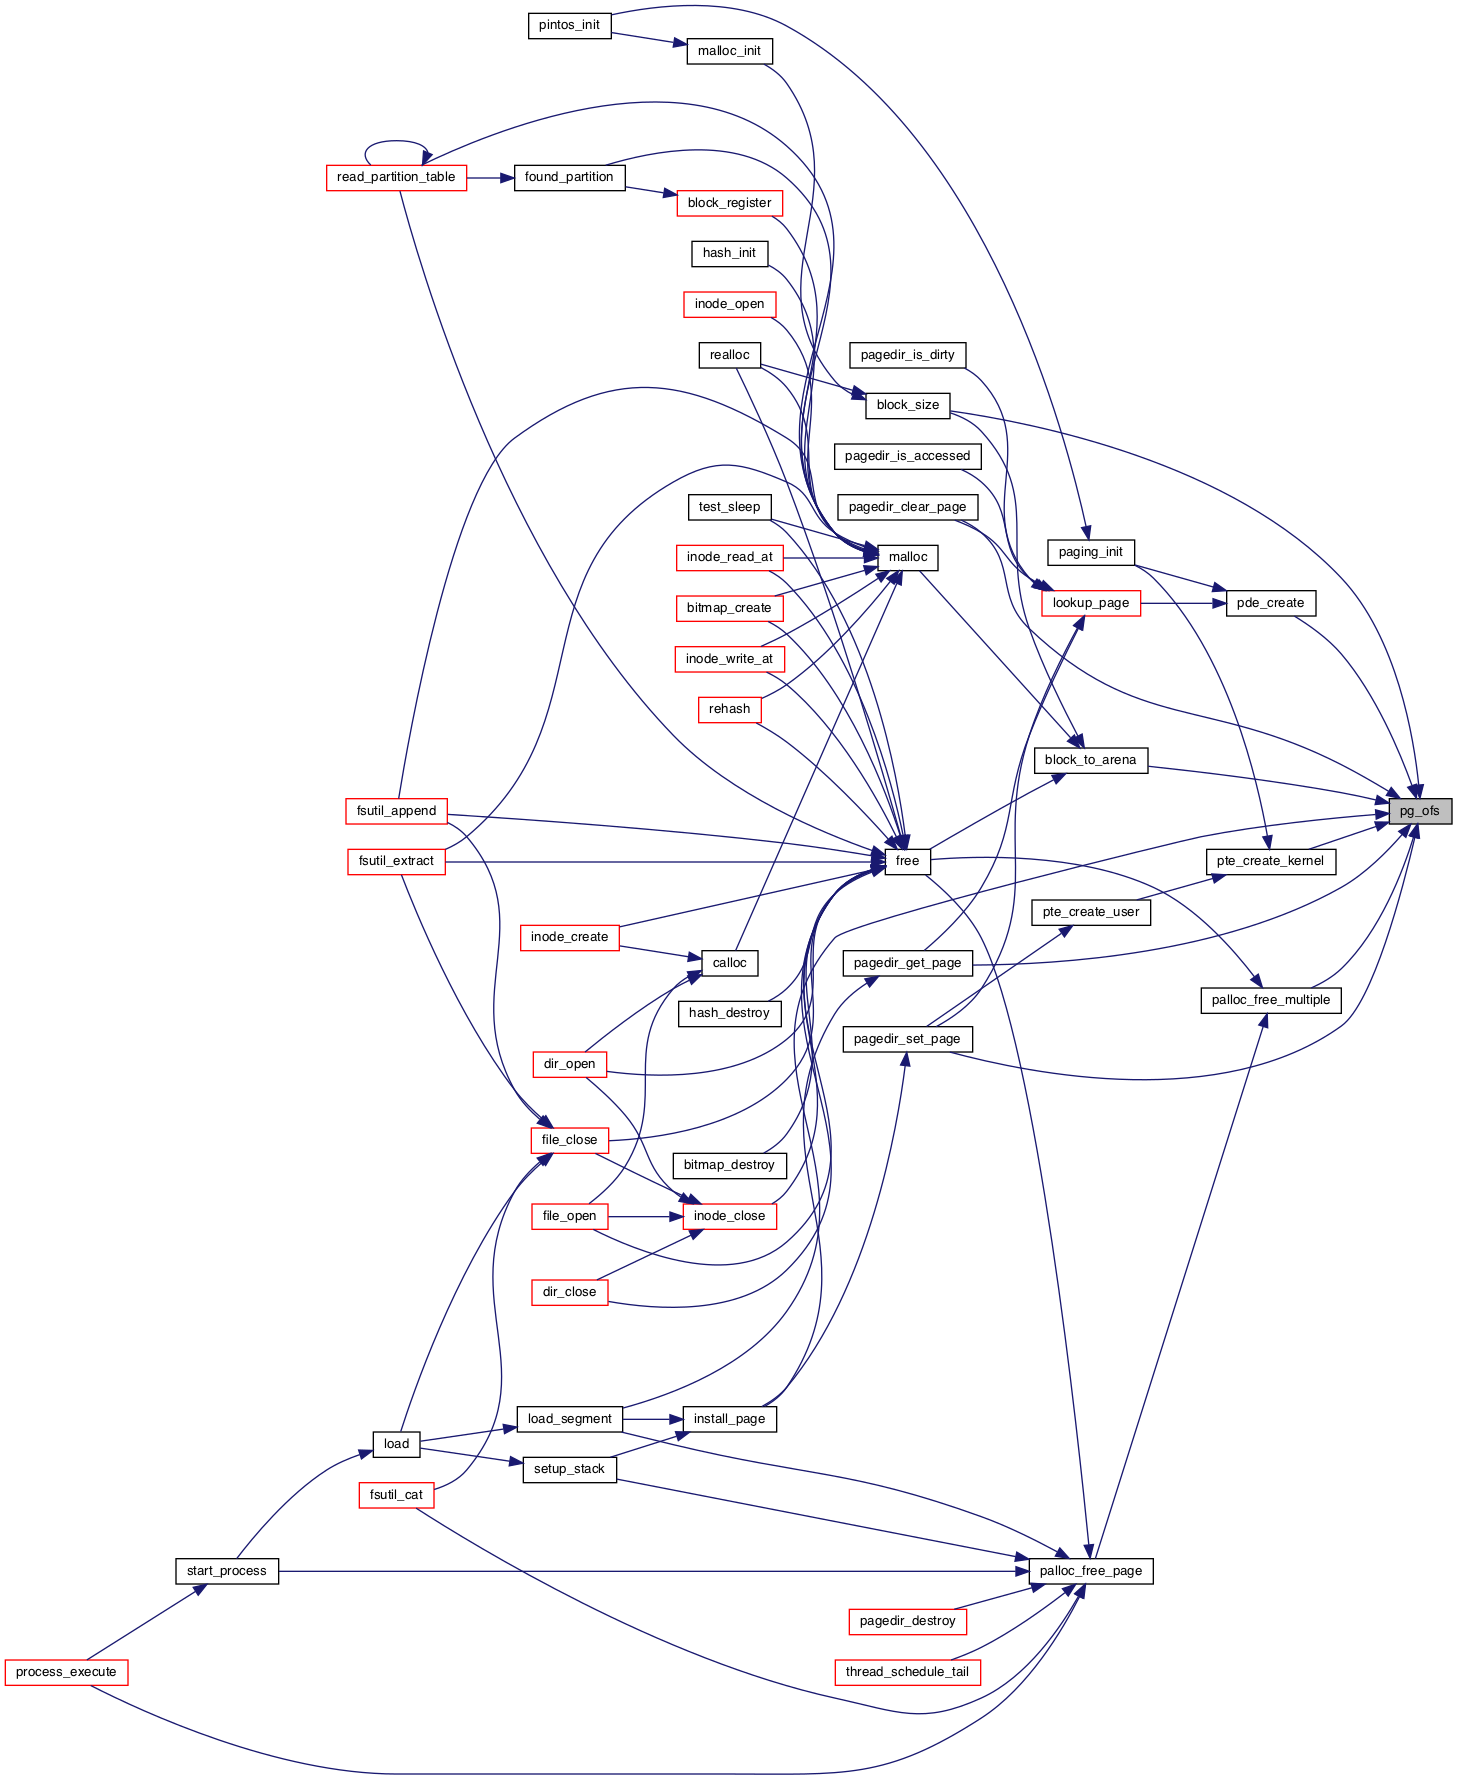 pintos_init
malloc_init
read_partition_table
found_partition
block_register
hash_init
inode_open
realloc
pagedir_is_dirty
block_size
pagedir_is_accessed
test_sleep
pagedir_clear_page
inode_read_at
malloc
paging_init
bitmap_create
lookup_page
pde_create
inode_write_at
rehash
block_to_arena
fsutil_append
pg_ofs
fsutil_extract
free
pte_create_kernel
pte_create_user
inode_create
calloc
pagedir_get_page
hash_destroy
palloc_free_multiple
pagedir_set_page
dir_open
file_close
bitmap_destroy
file_open
inode_close
dir_close
load_segment
install_page
load
setup_stack
fsutil_cat
start_process
palloc_free_page
pagedir_destroy
process_execute
thread_schedule_tail